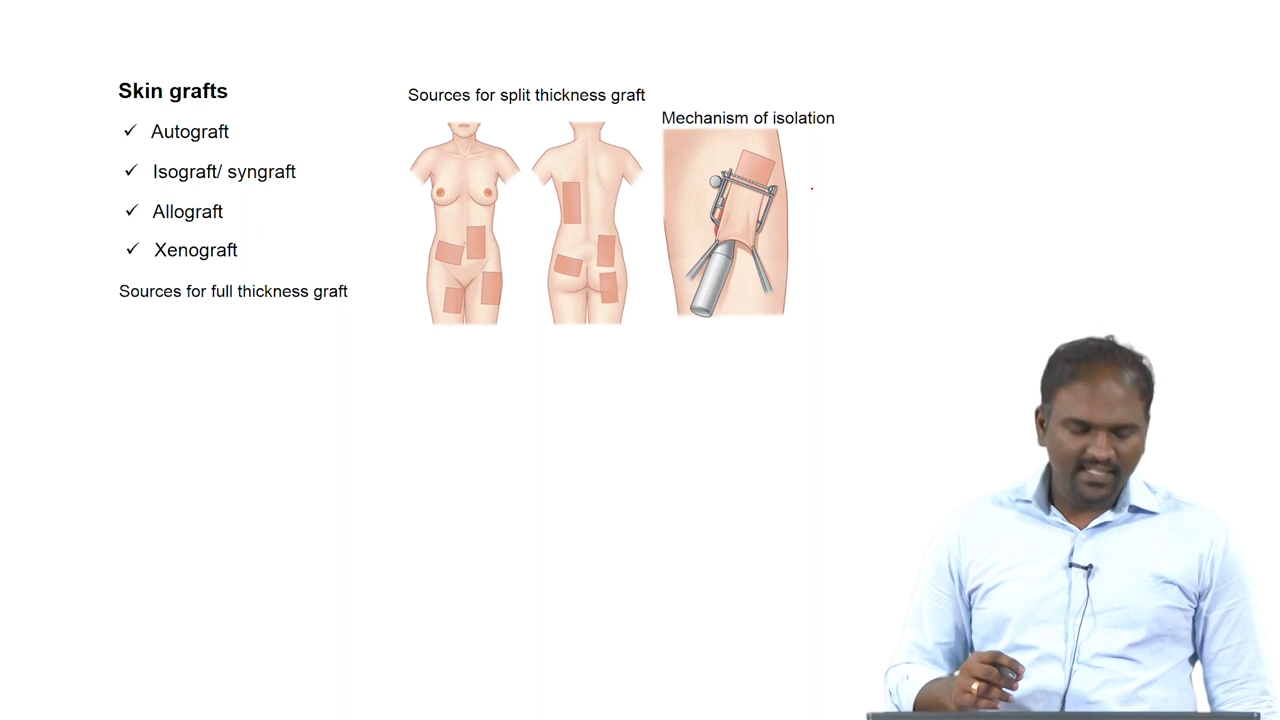 Skin grafts
✓ Autograft
✓ Isograft/ syngraft
✓ Allograft
✓ Xenograft
Sources for full thickness graft
Sources for split thickness graft
Mechanism of isolation